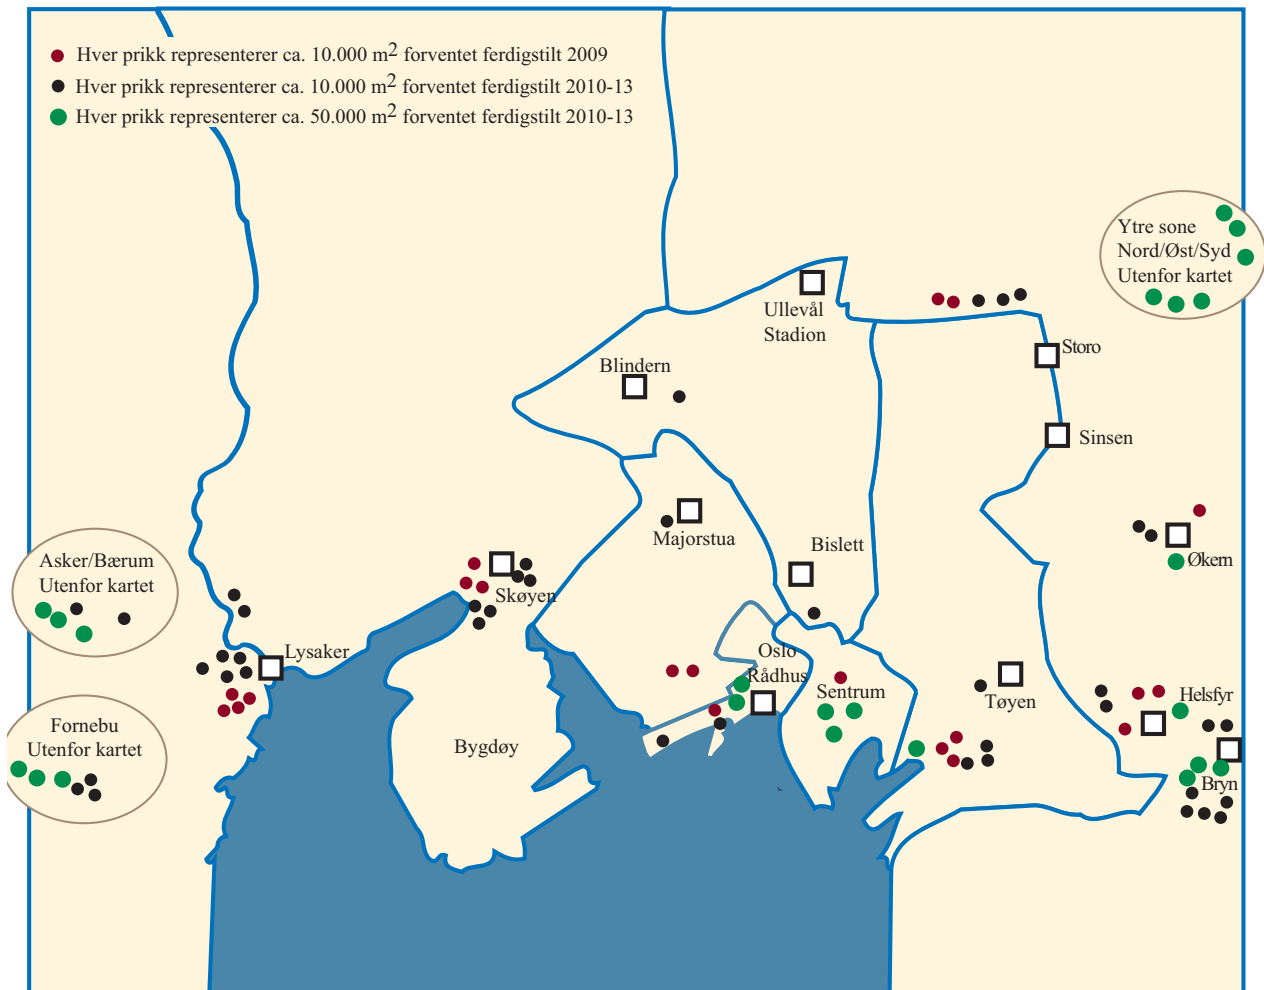 Hver prikk representerer ca. 10.000 m2 forventet ferdigstilt 2009
Hver prikk representerer ca. 10.000 m2 forventet ferdigstilt 2010-13
Hver prikk representerer ca. 50.000 m2 forventet ferdigstilt 2010-13
Ytre sone
Nord/Øst/Syd
Utenfor kartet
Ullevål
Stadion
Storo
Blindern
Sinsen
Majorstua
Bislett
Økern
Asker/Bærum
Utenfor kartet
Skøyen
Lysaker
Oslo
Rådhus
Sentrum
Tøyen
Helsfyr
Fornebu
Utenfor kartet
Bygdøy
Bryn